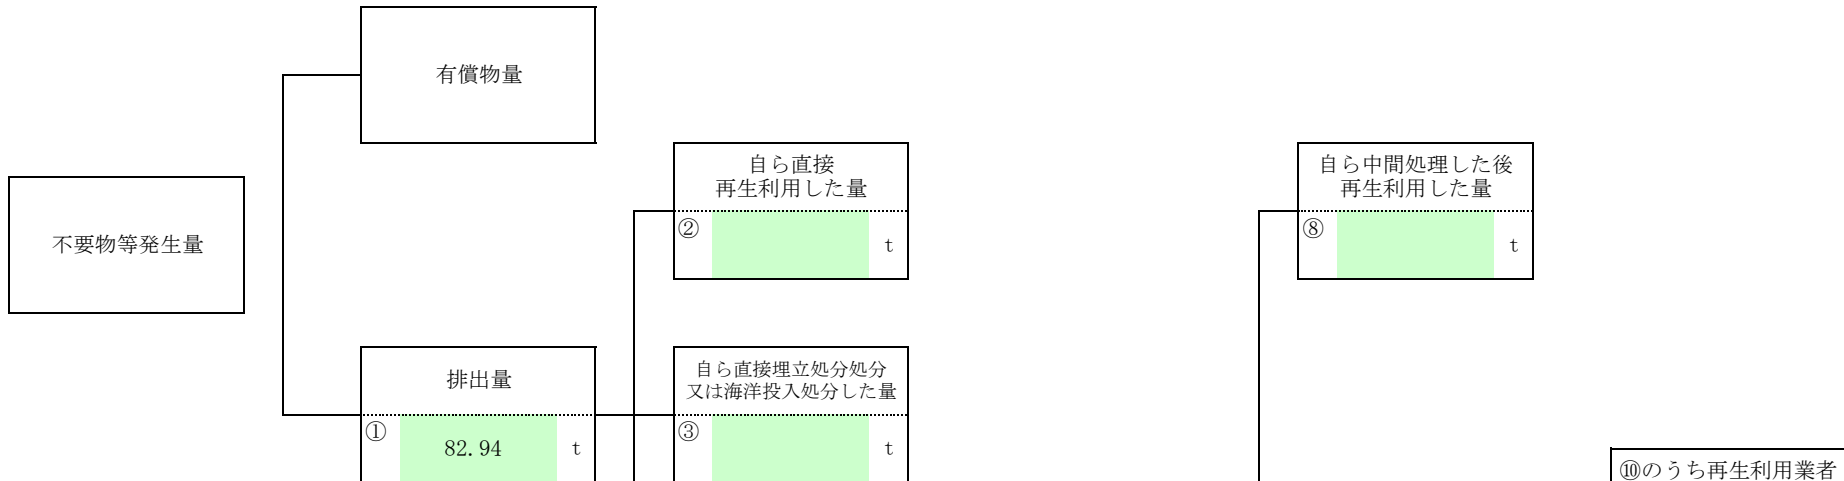 有償物量
自ら直接
再生利用した量
② t
自ら中間処理した後
再生利用した量
⑧ t
不要物等発生量
排出量
① 82.94 t
自ら直接埋立処分処分
又は海洋投入処分した量
③ t
⑩のうち再生利用業者